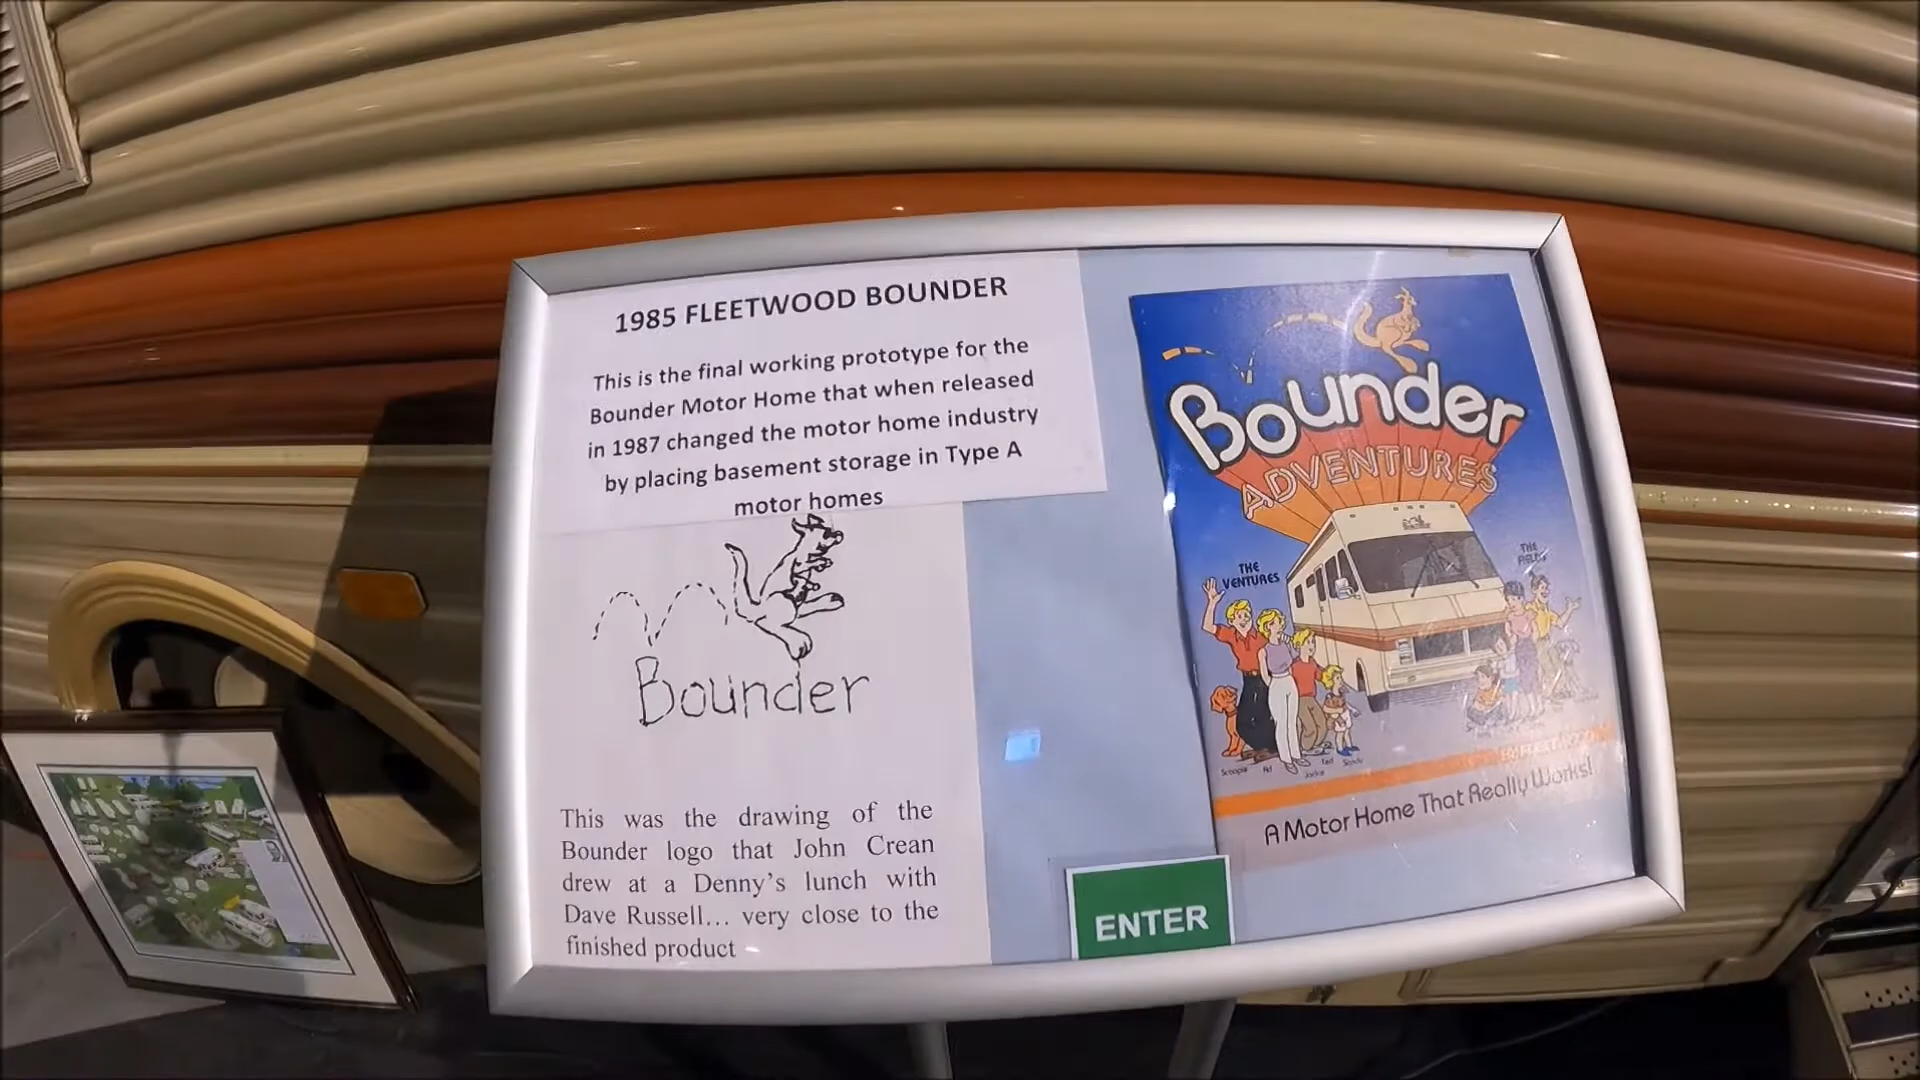 1985 FLEETWOOD BOUNDER
This is the final working prototype for the
Bounder Motor Home that when released
in 1987 changed the motor home industry
by placing basement storage in Type A
motor homes
Bounder
This was the drawing of the
Bounder logo that John Crean
drew at a Denny's lunch with
Dave Russell... very close to the
finished product
Bounder
ADVENTURES
THE
VENTURES
THE
A Motor Home That Really Works!
ENTER